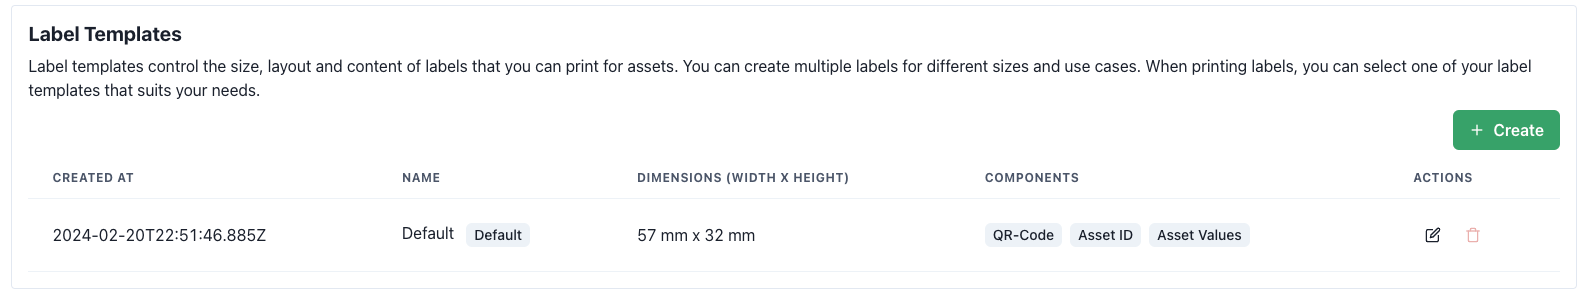 Label Templates
Label templates control the size, layout and content of labels that you can print for assets. You can create multiple labels for different sizes and use cases. When printing labels, you can select one of your label
templates that suits your needs.
+ Create
CREATED AT NAME DIMENSIONS (WIDTH X HEIGHT) COMPONENTS ACTIONS
2024-02-20T22:51:46.885Z Default Default 57 mm x 32 mm QR-Code Asset ID Asset Values